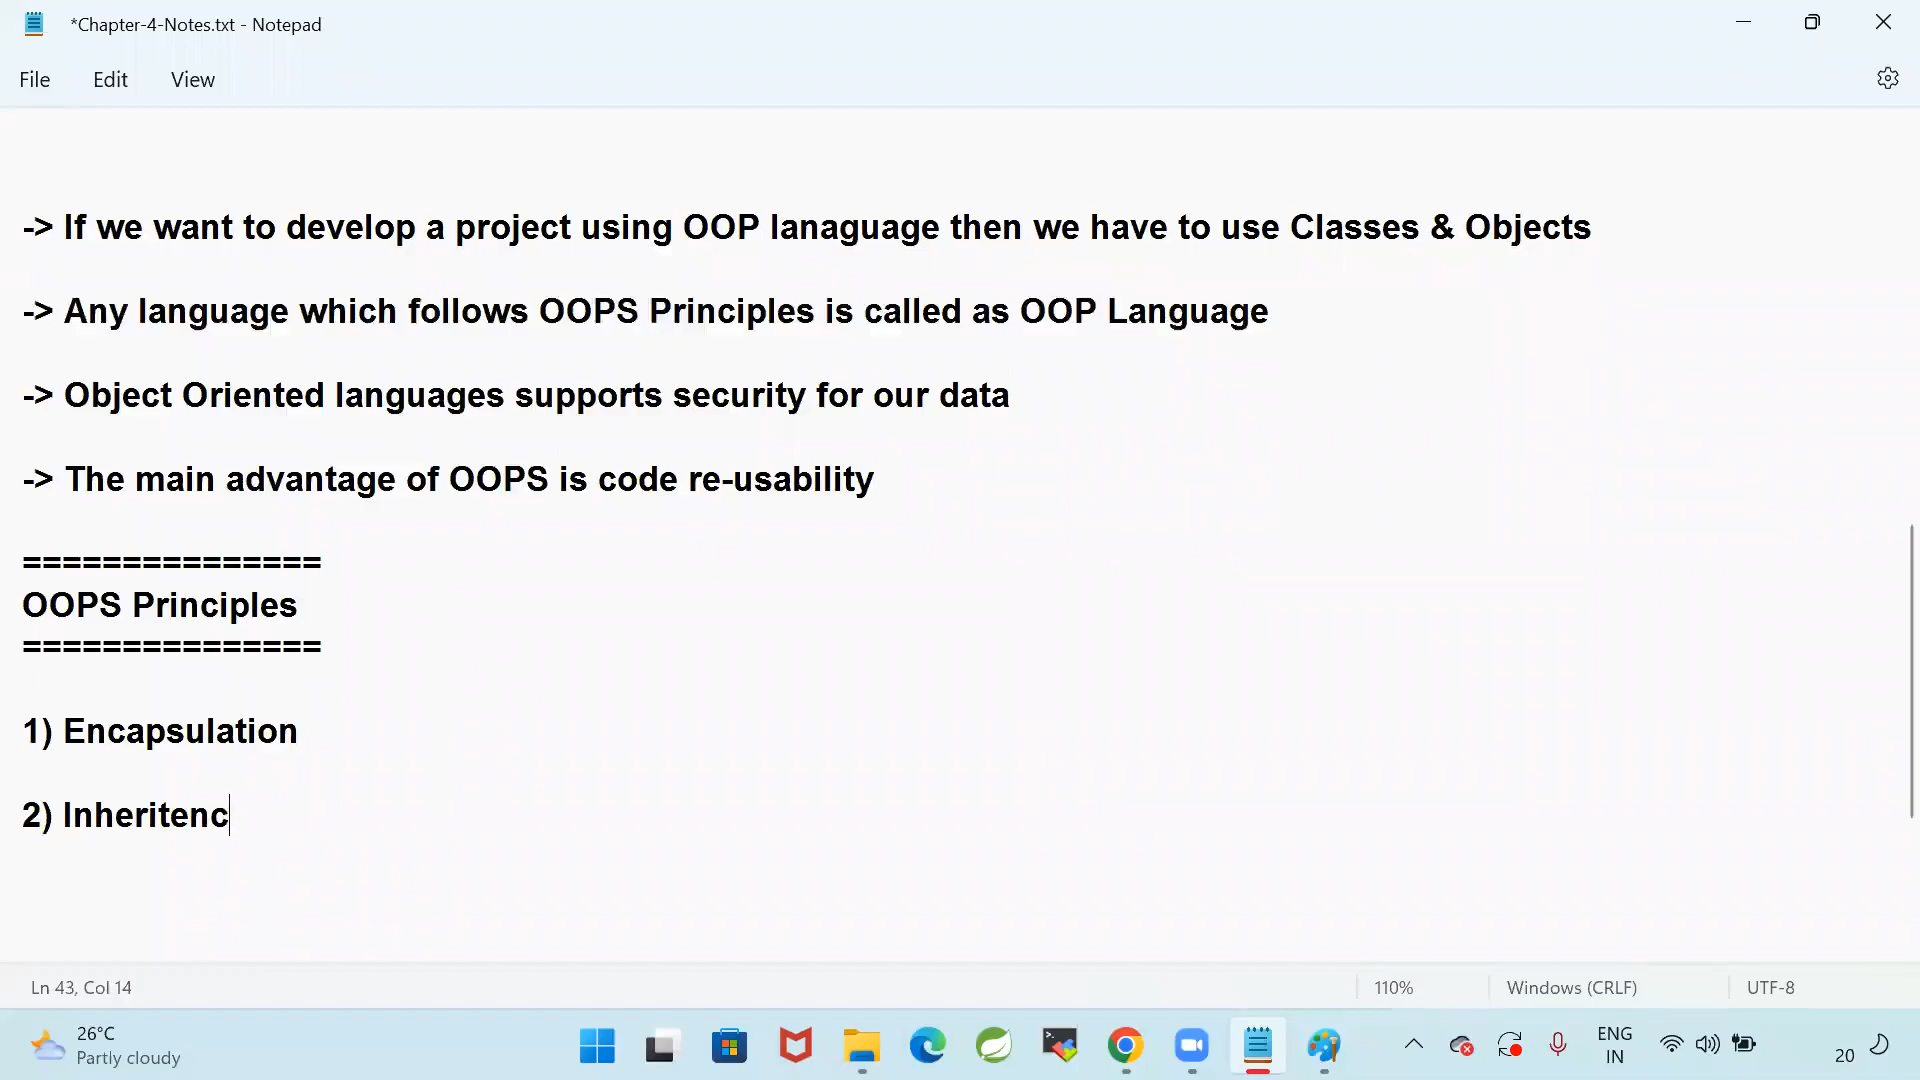 *Chapter-4-Notes.txt - Notepad
File Edit View
-> If we want to develop a project using OOP lanaguage then we have to use Classes & Objects
-> Any language which follows OOPS Principles is called as OOP Language
-> Object Oriented languages supports security for our data
-> The main advantage of OOPS is code re-usability
===============
OOPS Principles
===============
1) Encapsulation
2) Inheritenc
Ln 43, Col 14 110% Windows (CRLF) UTF-8
26°C
Partly cloudy
ENG
IN
20